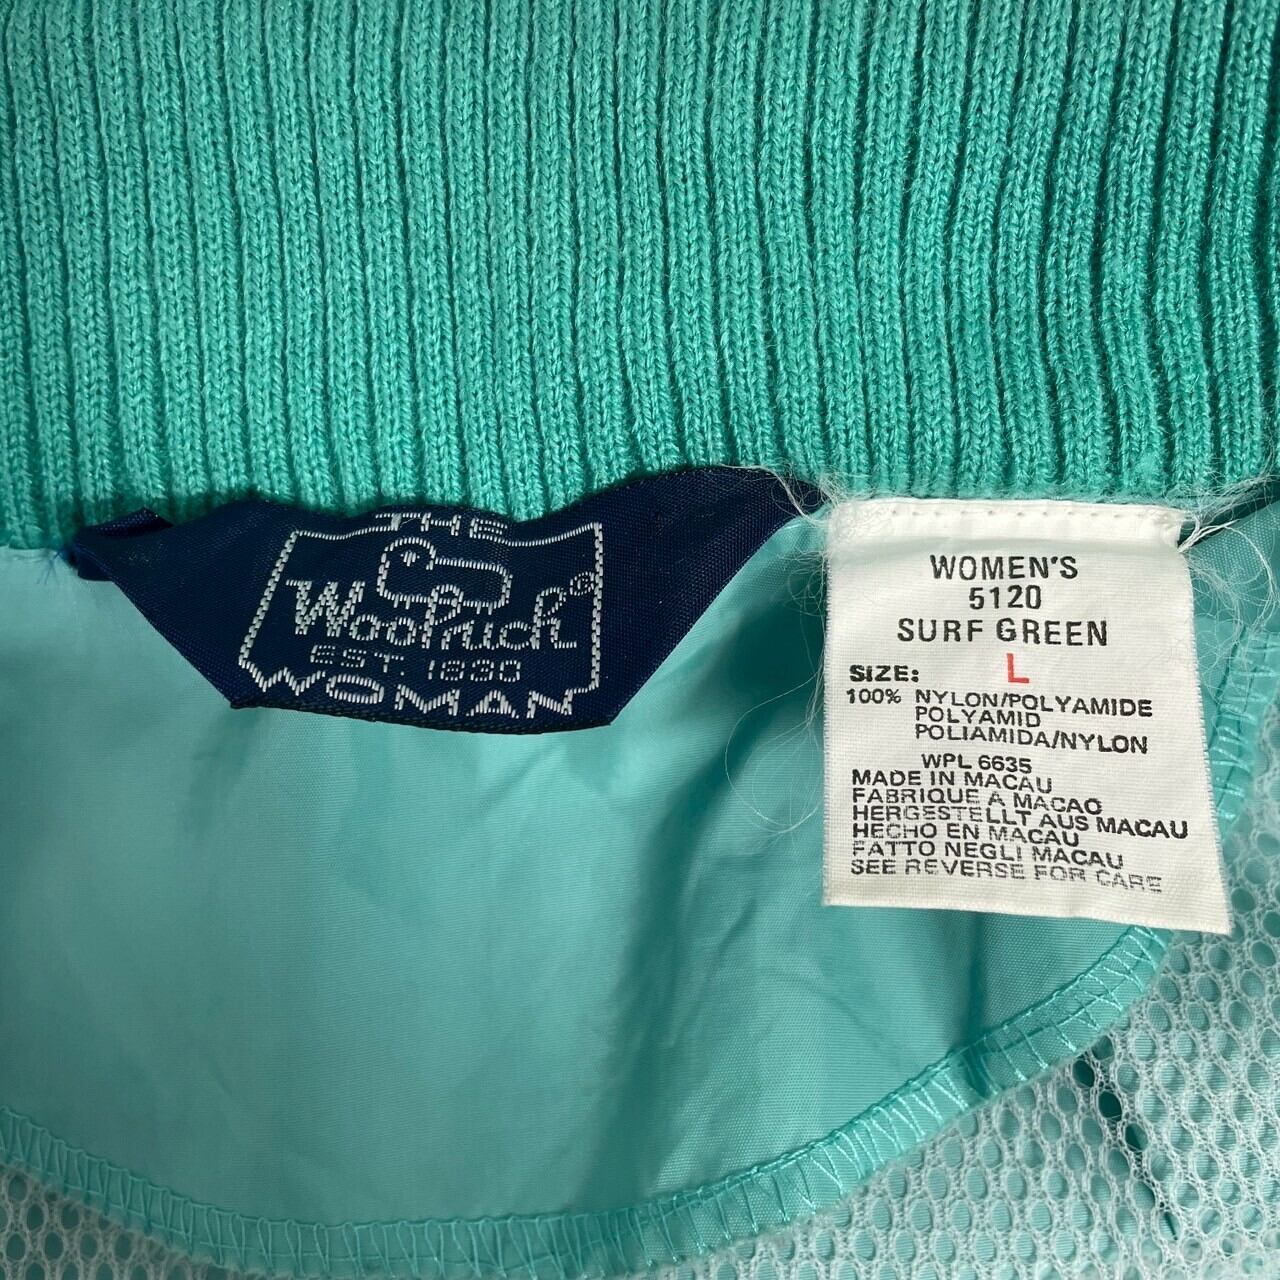 THE
Woolrich®
EST. 1830
WOMAN
WOMEN'S
5120
SURF GREEN
SIZE: L
100% NYLON/POLYAMIDE
POLYAMID
POLIAMIDA/NYLON
WPL 6635
MADE IN MACAU
FABRIQUE A MACAO
HERGESTELLT AUS MACAU
HECHO EN MACAU
FATTO NEGLI MACAU
SEE REVERSE FOR CARE